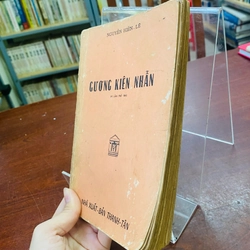 NGUYỄN HIẾN LÊ
GƯƠNG KIÊN NHẪN
NHÀ XUẤT-BẢN THANH-TÂN